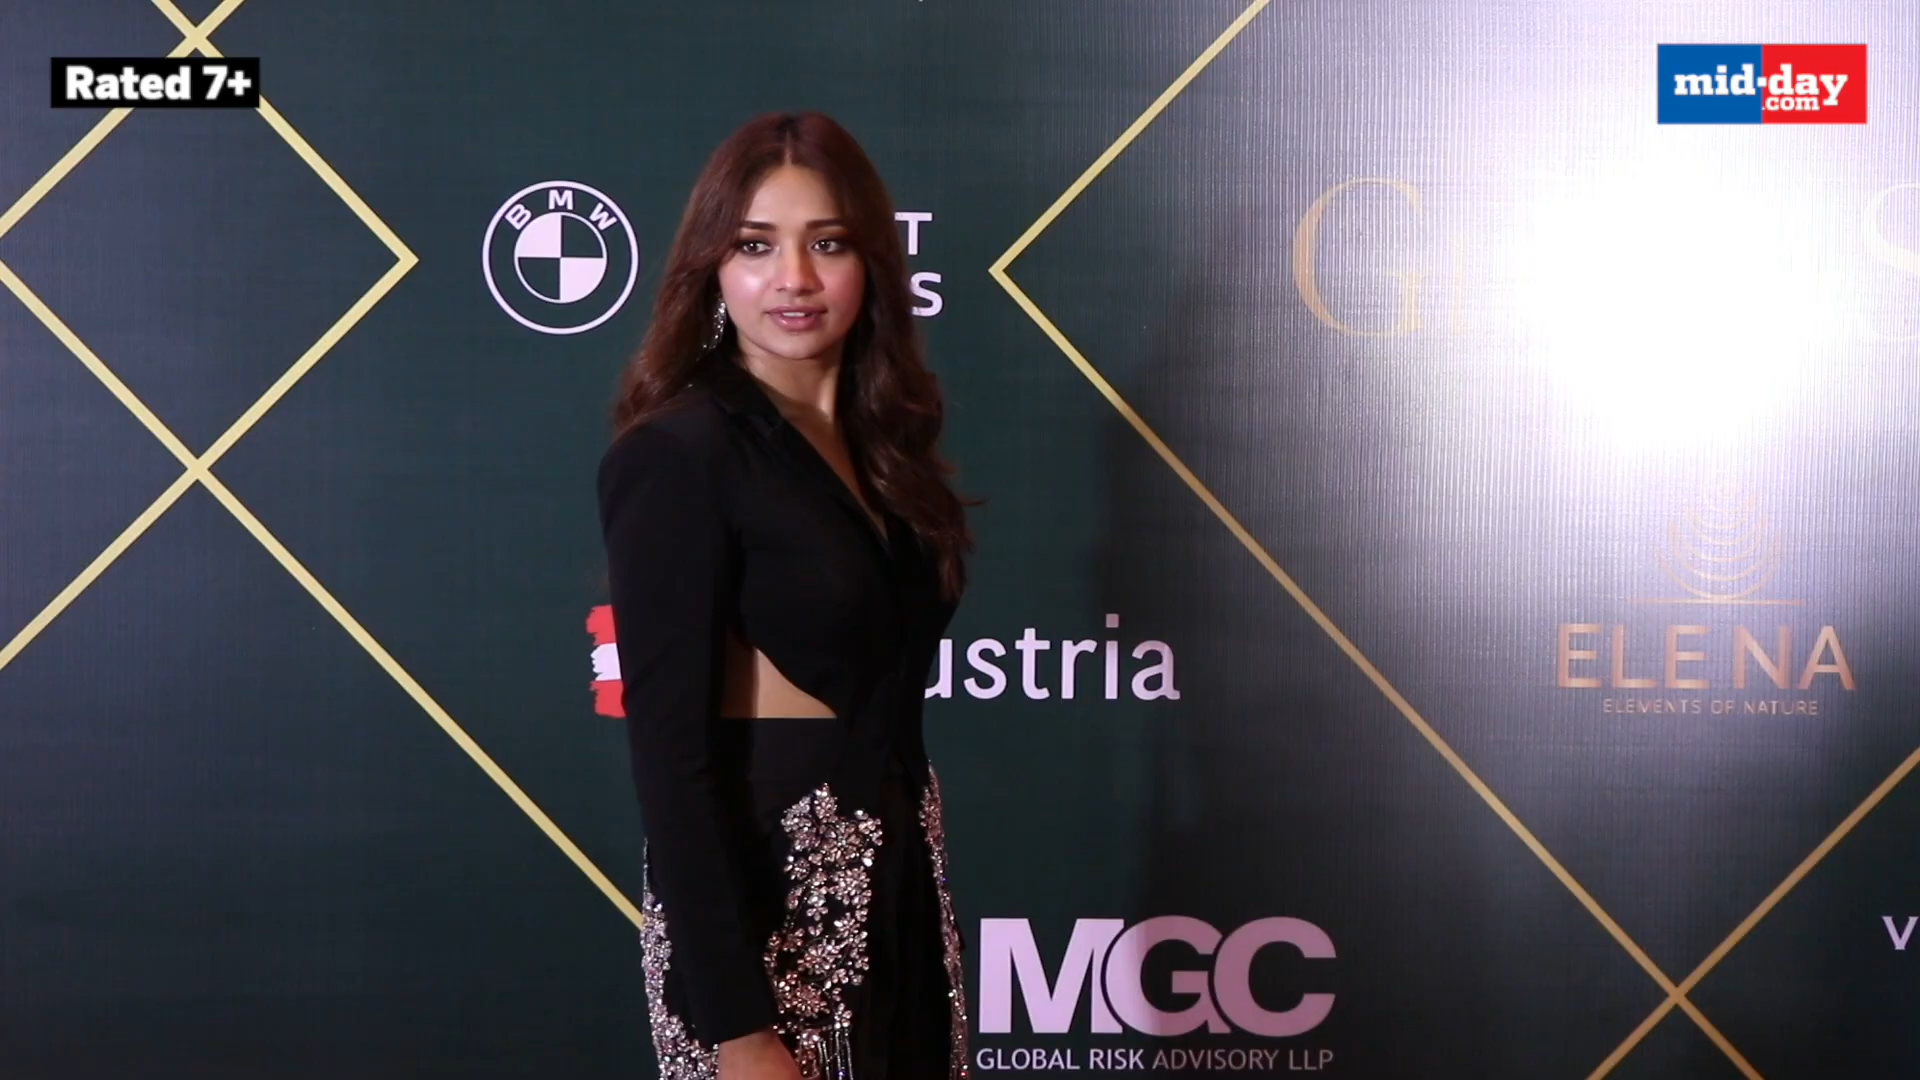 Rated 7+
mid-day
.com
BMW
T
S
G
S
ustria
ELENA
ELEMENTS OF NATURE
V
MGC
GLOBAL RISK ADVISORY LLP